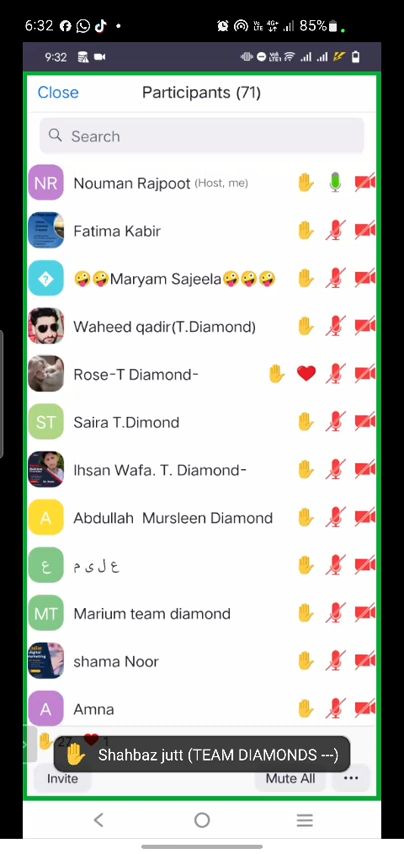 6:32 85%
9:32
Close Participants (71)
Search
NR Nouman Rajpoot (Host, me)
Fatima Kabir
🤪🤪Maryam Sajeela🤪🤪🤪
Waheed qadir(T.Diamond)
Rose-T Diamond-
ST Saira T.Dimond
Ihsan Wafa. T. Diamond-
A Abdullah Mursleen Diamond
ع ع ل ی م
MT Marium team diamond
shama Noor
A Amna
Shahbaz jutt (TEAM DIAMONDS ---)
Invite Mute All ...